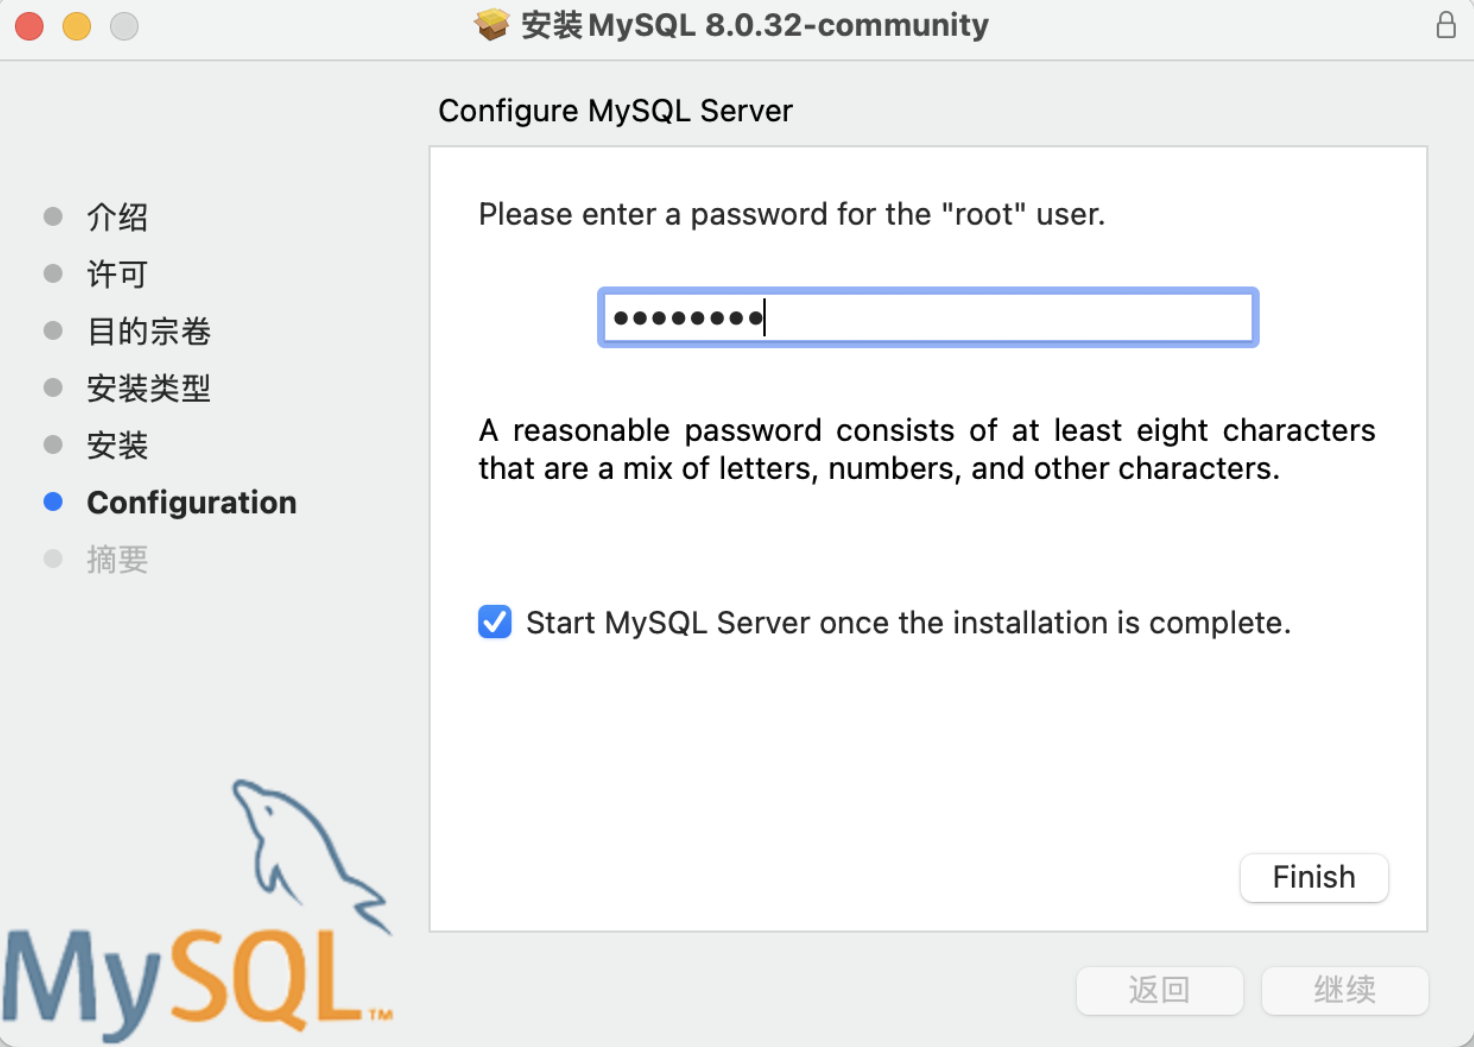 安装 MySQL 8.0.32-community
Configure MySQL Server
介绍
许可
目的宗卷
安装类型
安装
Configuration
摘要
Please enter a password for the "root" user.
A reasonable password consists of at least eight characters
that are a mix of letters, numbers, and other characters.
Start MySQL Server once the installation is complete.
Finish
MySQL™
返回
继续